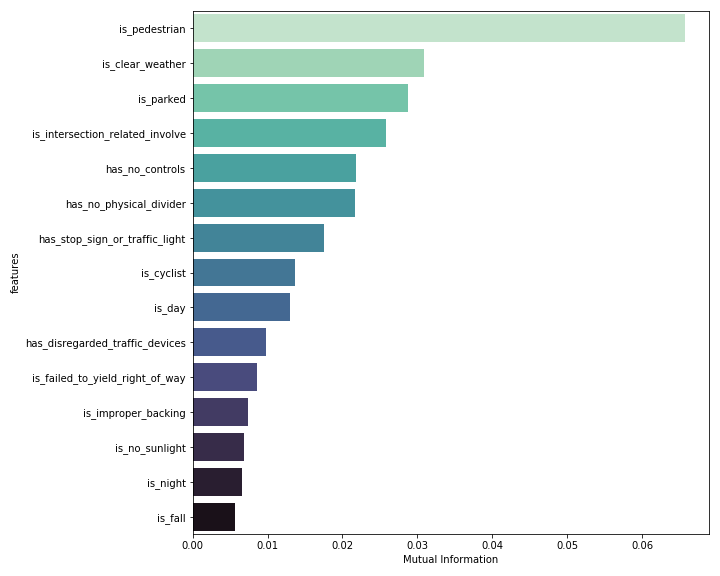 features
is_pedestrian
is_clear_weather
is_parked
is_intersection_related_involve
has_no_controls
has_no_physical_divider
has_stop_sign_or_traffic_light
is_cyclist
is_day
has_disregarded_traffic_devices
is_failed_to_yield_right_of_way
is_improper_backing
is_no_sunlight
is_night
is_fall
0.00 0.01 0.02 0.03 0.04 0.05 0.06
Mutual Information